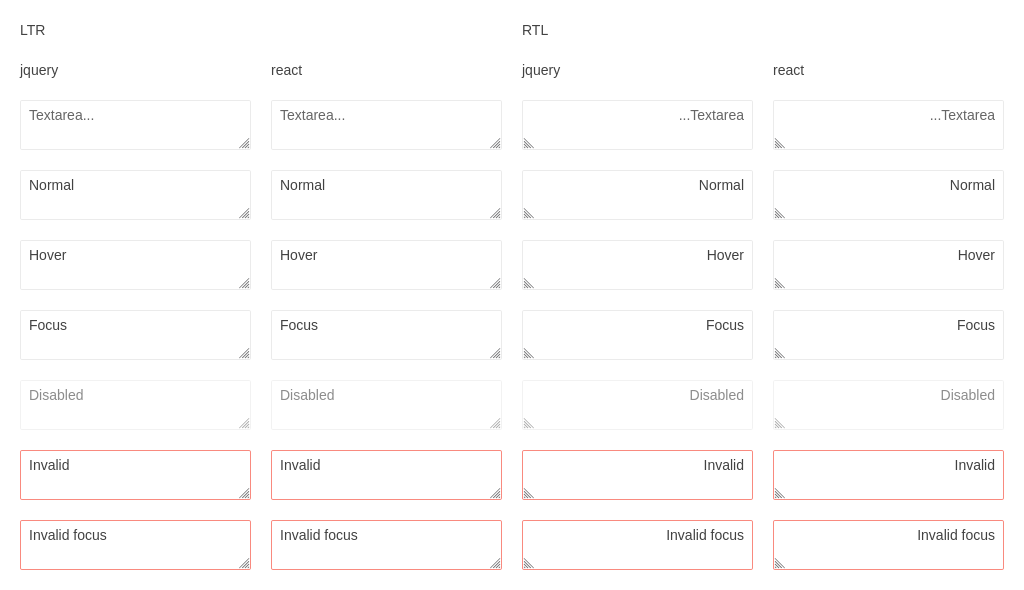 LTR RTL
jquery react jquery react
Textarea... Textarea... ...Textarea ...Textarea
Normal Normal Normal Normal
Hover Hover Hover Hover
Focus Focus Focus Focus
Disabled Disabled Disabled Disabled
Invalid Invalid Invalid Invalid
Invalid focus Invalid focus Invalid focus Invalid focus